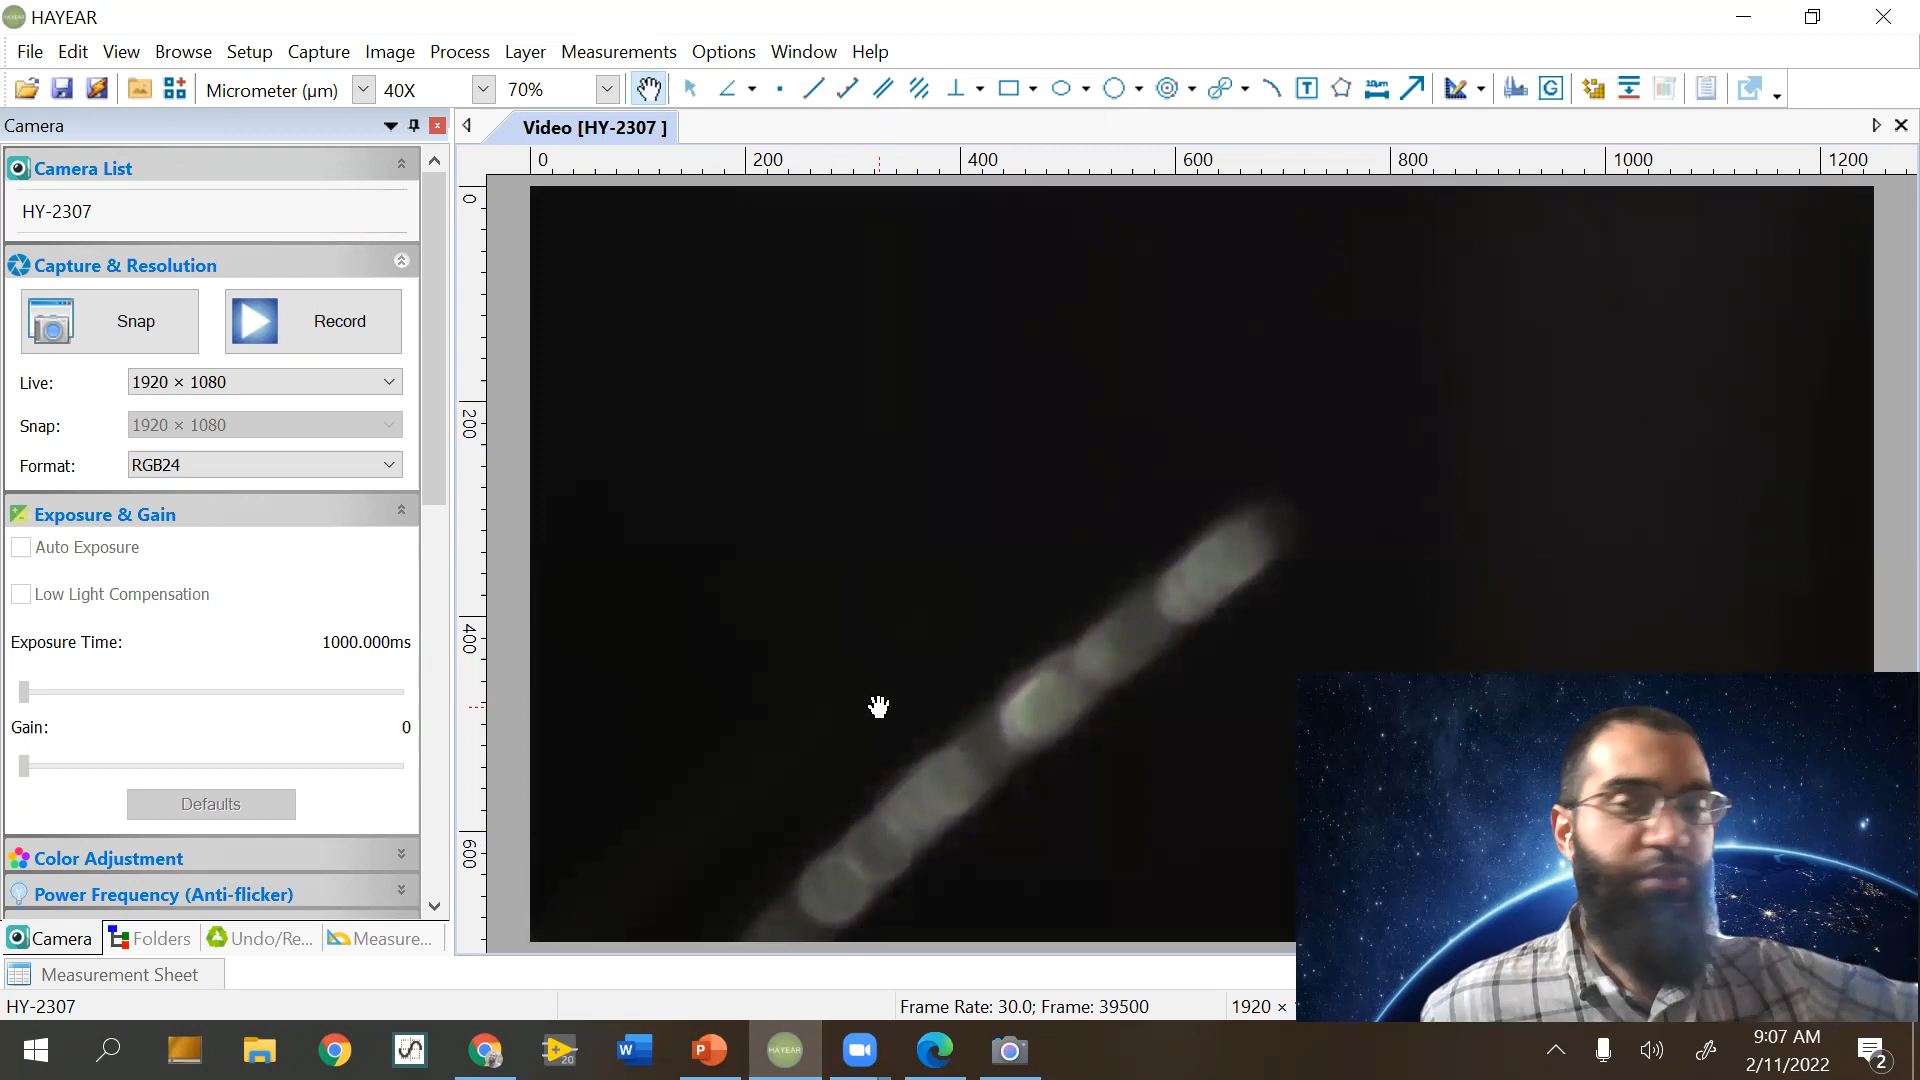 HAYEAR
File Edit View Browse Setup Capture Image Process Layer Measurements Options Window Help
Micrometer (µm) 40X 70%
Camera
Video [HY-2307 ]
0 200 400 600 800 1000 1200
Camera List
HY-2307
Capture & Resolution
Snap Record
Live: 1920 × 1080
Snap: 1920 × 1080
Format: RGB24
Exposure & Gain
Auto Exposure
Low Light Compensation
Exposure Time: 1000.000ms
Gain: 0
Defaults
Color Adjustment
Power Frequency (Anti-flicker)
0
200
400
600
Camera Folders Undo/Re... Measure...
Measurement Sheet
HY-2307 Frame Rate: 30.0; Frame: 39500 1920 ×
HAYEAR
9:07 AM
2/11/2022
2
20